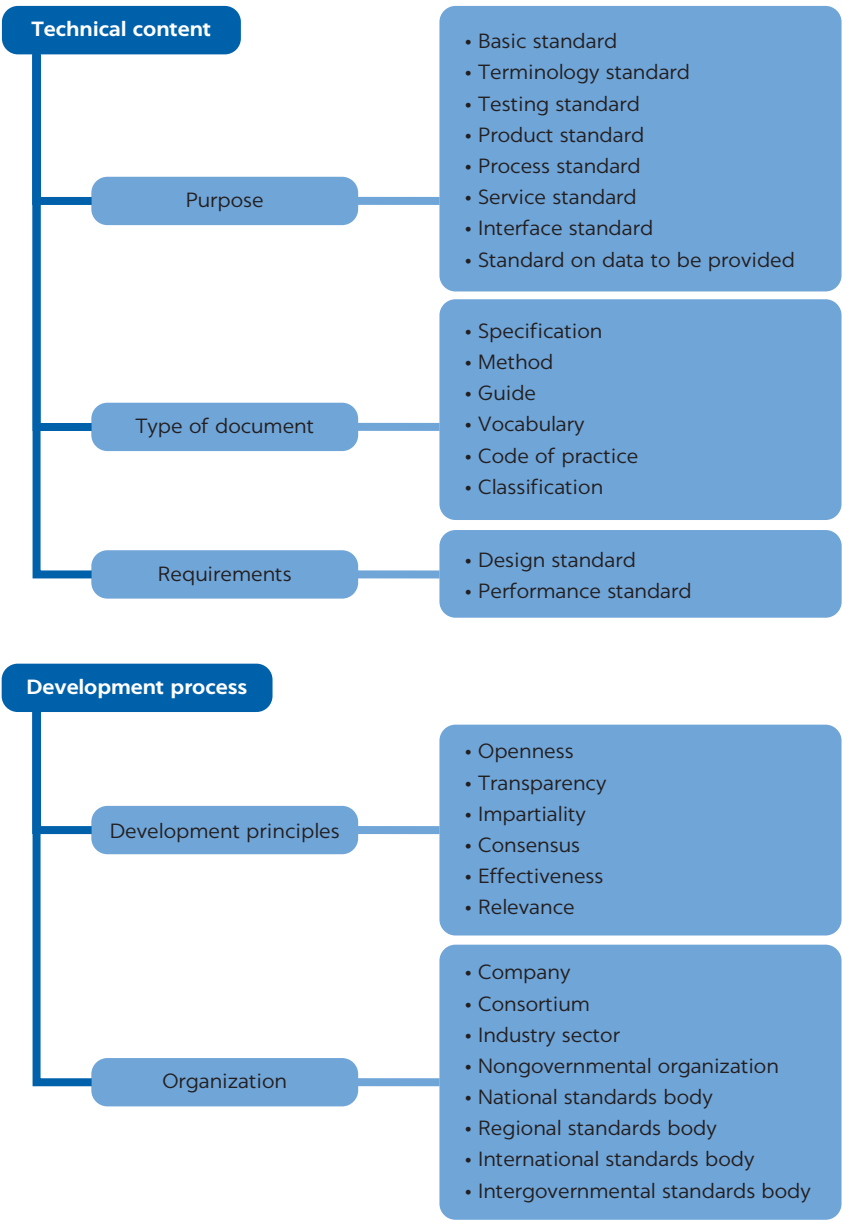 Technical content
Purpose
• Basic standard
• Terminology standard
• Testing standard
• Product standard
• Process standard
• Service standard
• Interface standard
• Standard on data to be provided
Type of document
• Specification
• Method
• Guide
• Vocabulary
• Code of practice
• Classification
Requirements
• Design standard
• Performance standard
Development process
Development principles
• Openness
• Transparency
• Impartiality
• Consensus
• Effectiveness
• Relevance
Organization
• Company
• Consortium
• Industry sector
• Nongovernmental organization
• National standards body
• Regional standards body
• International standards body
• Intergovernmental standards body